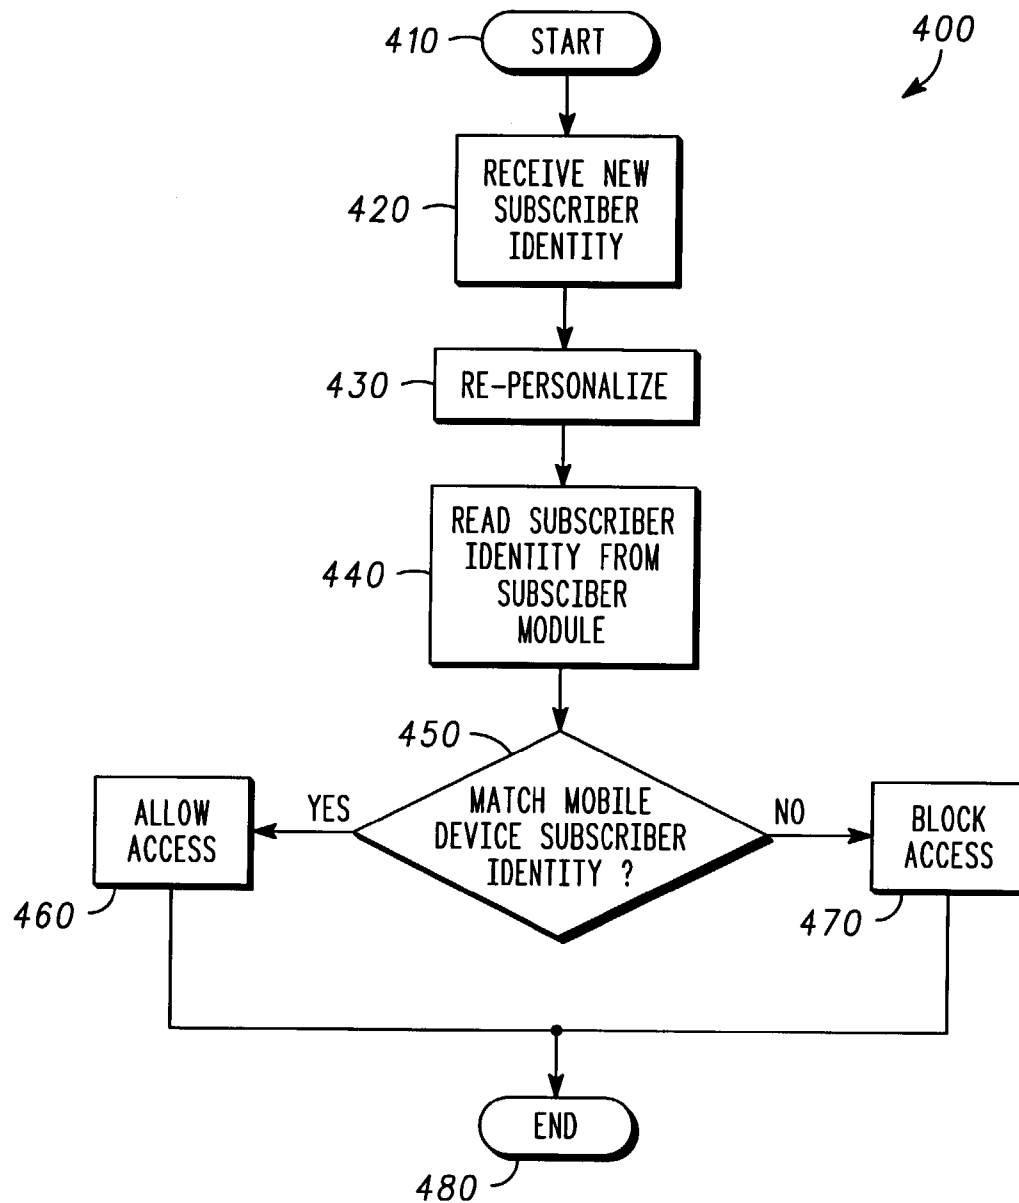 410
START
400
420
RECEIVE NEW
SUBSCRIBER
IDENTITY
430
RE-PERSONALIZE
440
READ SUBSCRIBER
IDENTITY FROM
SUBSCIBER
MODULE
450
MATCH MOBILE
DEVICE SUBSCRIBER
IDENTITY ?
YES
NO
ALLOW
ACCESS
460
BLOCK
ACCESS
470
END
480